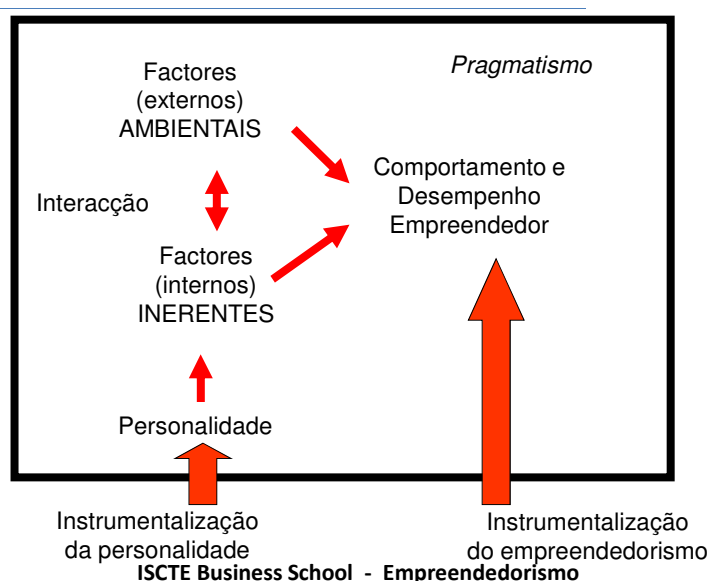 Factores
(externos)
AMBIENTAIS
Pragmatismo
Comportamento e
Desempenho
Empreendedor
Interacção
Factores
(internos)
INERENTES
Personalidade
Instrumentalização
da personalidade
Instrumentalização
do empreendedorismo
ISCTE Business School - Empreendedorismo